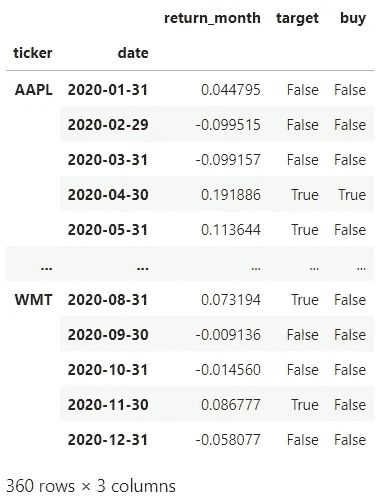 return_month target buy
ticker date
AAPL 2020-01-31 0.044795 False False
2020-02-29 -0.099515 False False
2020-03-31 -0.099157 False False
2020-04-30 0.191886 True True
2020-05-31 0.113644 True False
... ... ... ... ...
WMT 2020-08-31 0.073194 True False
2020-09-30 -0.009136 False False
2020-10-31 -0.014560 False False
2020-11-30 0.086777 True False
2020-12-31 -0.058077 False False
360 rows × 3 columns